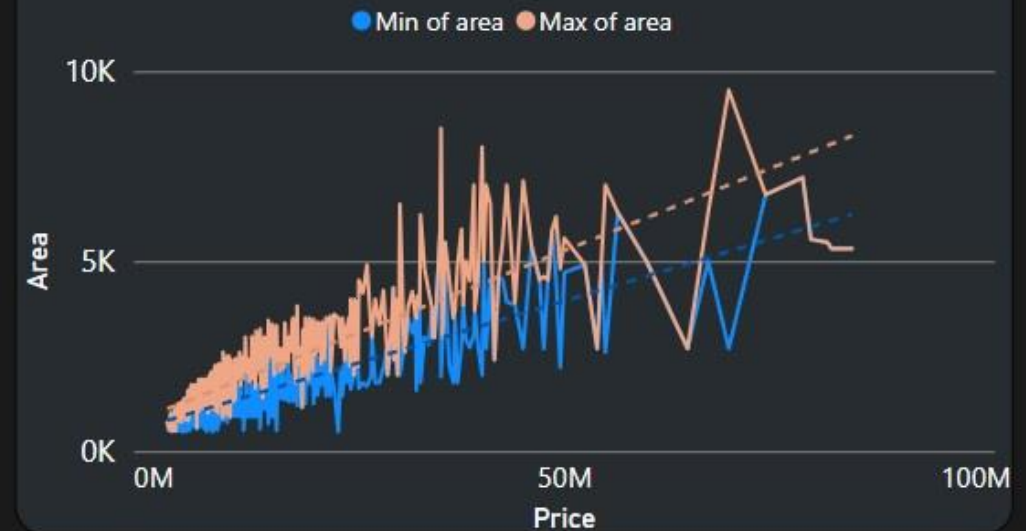 Min of area Max of area
10K
5K
0K
Area
0M 50M 100M
Price